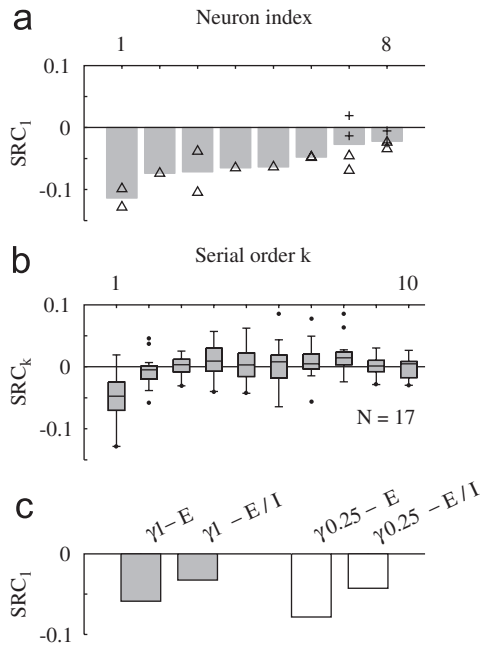 a
Neuron index
1 8
0.1
0
-0.1
SRC₁
b
Serial order k
1 10
0.1
0
-0.1
SRCₖ
N = 17
c
γ1 – E
γ1 – E / I
γ0.25 – E
γ0.25 – E / I
0
-0.1
SRC₁